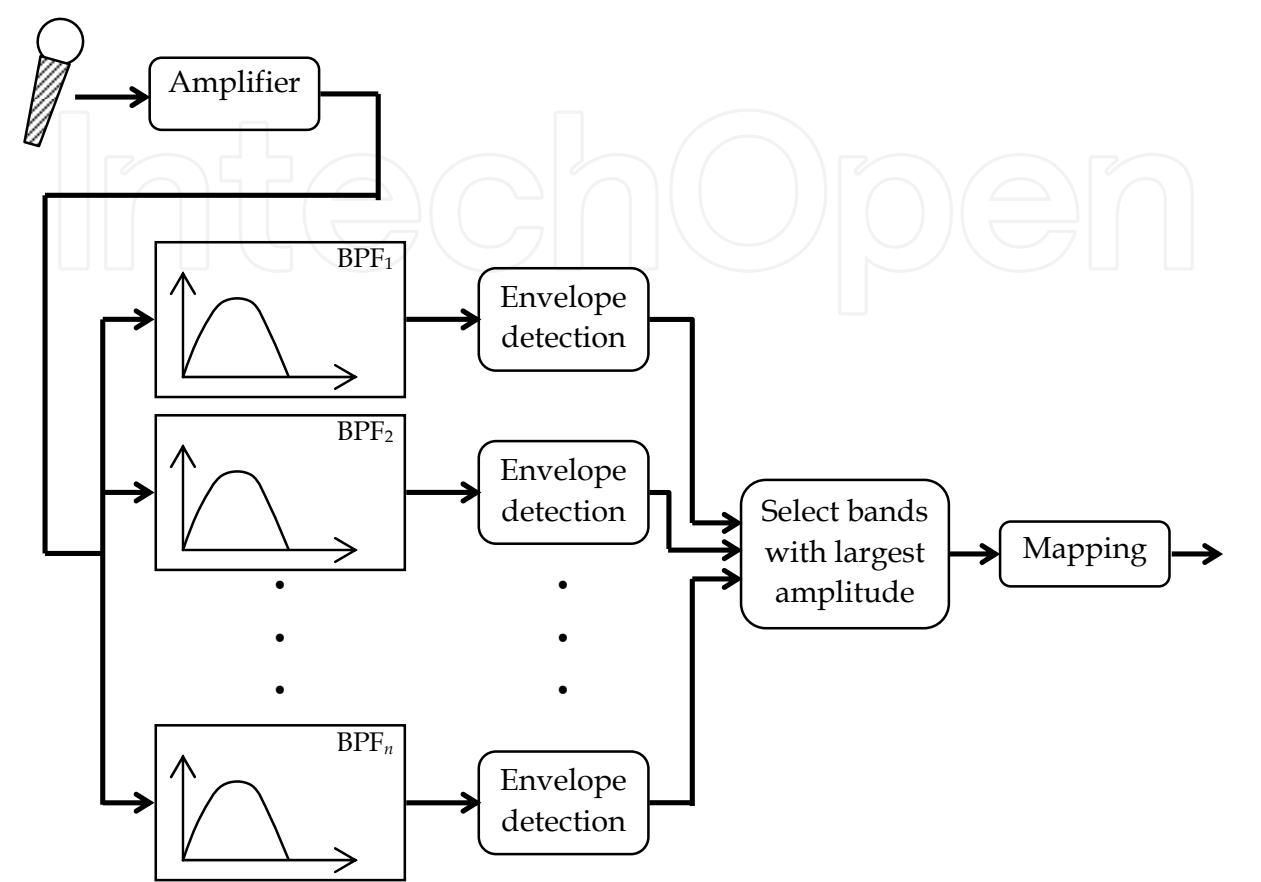 Amplifier
IntechOpen
BPF₁
Envelope
detection
BPF₂
Envelope
detection
Select bands
with largest
amplitude
Mapping
BPFₙ
Envelope
detection